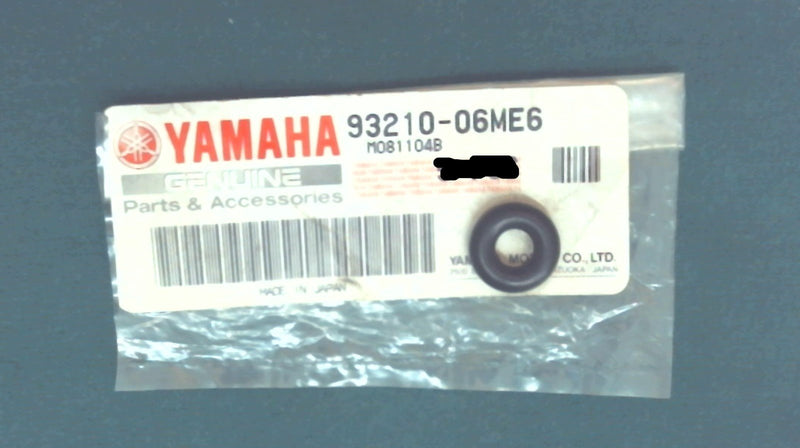 YAMAHA 93210-06ME6
M081104B
GENUINE
Parts & Accessories
CO., LTD.
MADE IN JAPAN
JAPAN